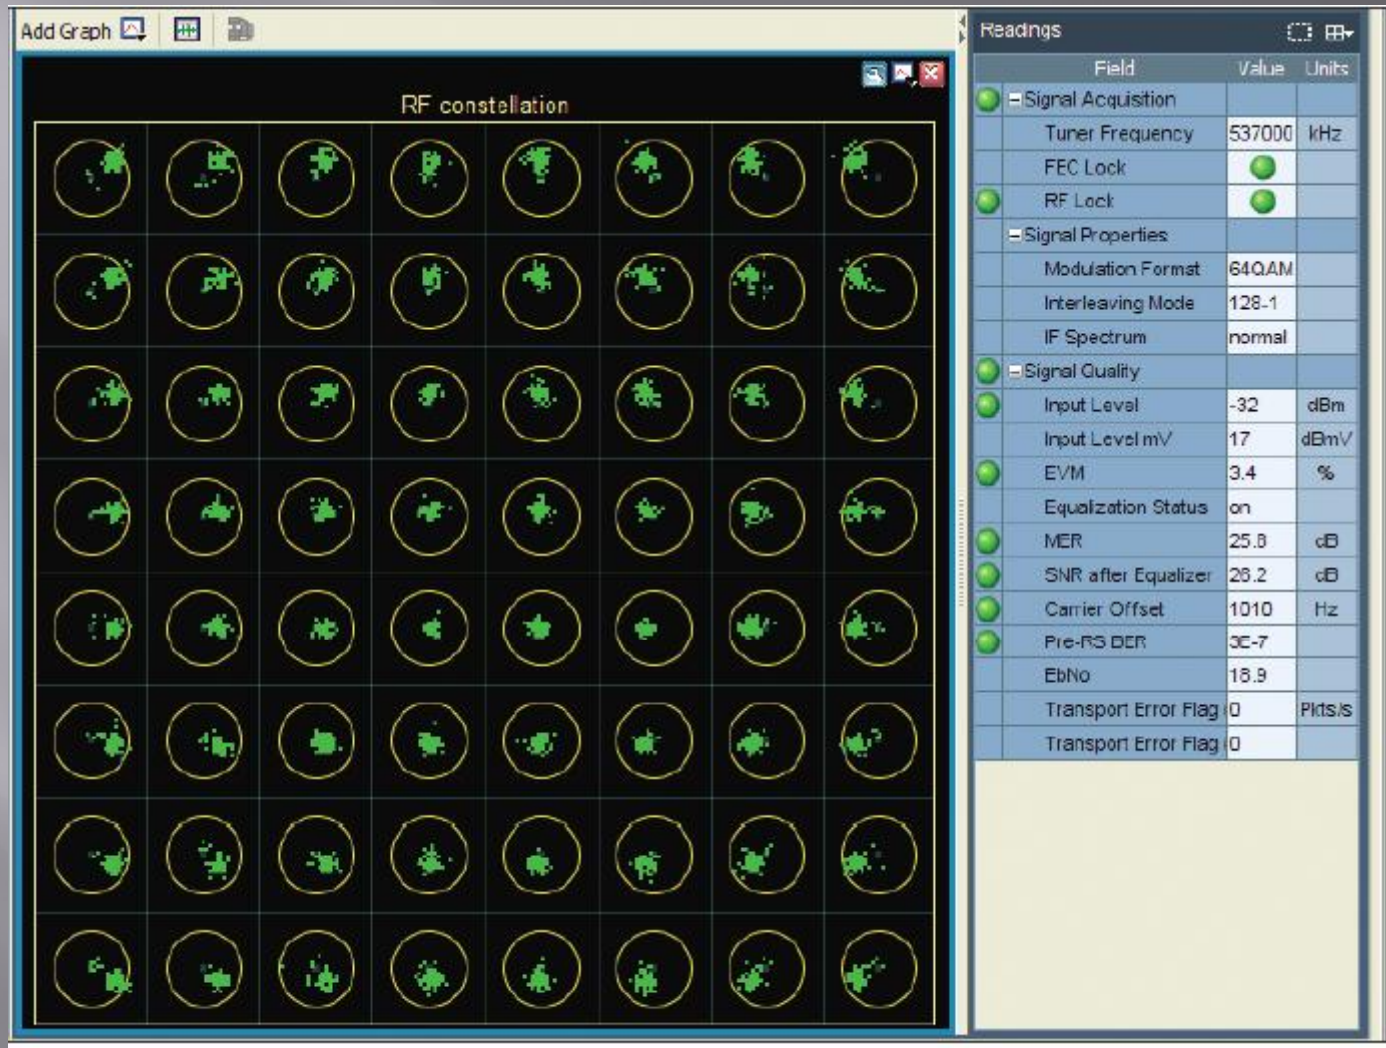 Add Graph
RF constellation
Readings
Field Value Units
Signal Acquisition
Tuner Frequency 537000 kHz
FEC Lock
RF Lock
Signal Properties
Modulation Format 64QAM
Interleaving Mode 128-1
IF Spectrum normal
Signal Quality
Input Level -32 dBm
Input Level mV 17 dBmV
EVM 3.4 %
Equalization Status on
MER 25.8 dB
SNR after Equalizer 26.2 dB
Carrier Offset 1010 Hz
Pre-RS BER 3E-7
EbNo 18.9
Transport Error Flag 0 Pkts/s
Transport Error Flag 0